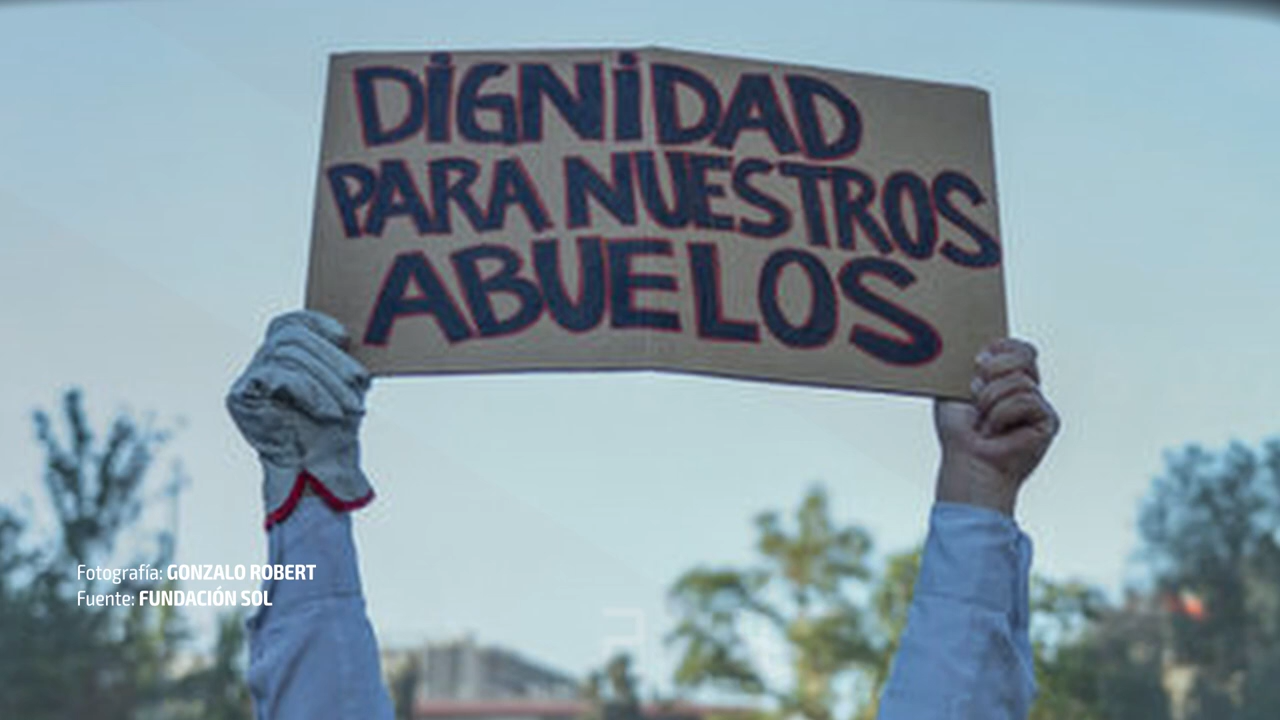 DIGNIDAD
PARA NUESTROS
ABUELOS
Fotografía: GONZALO ROBERT
Fuente: FUNDACIÓN SOL